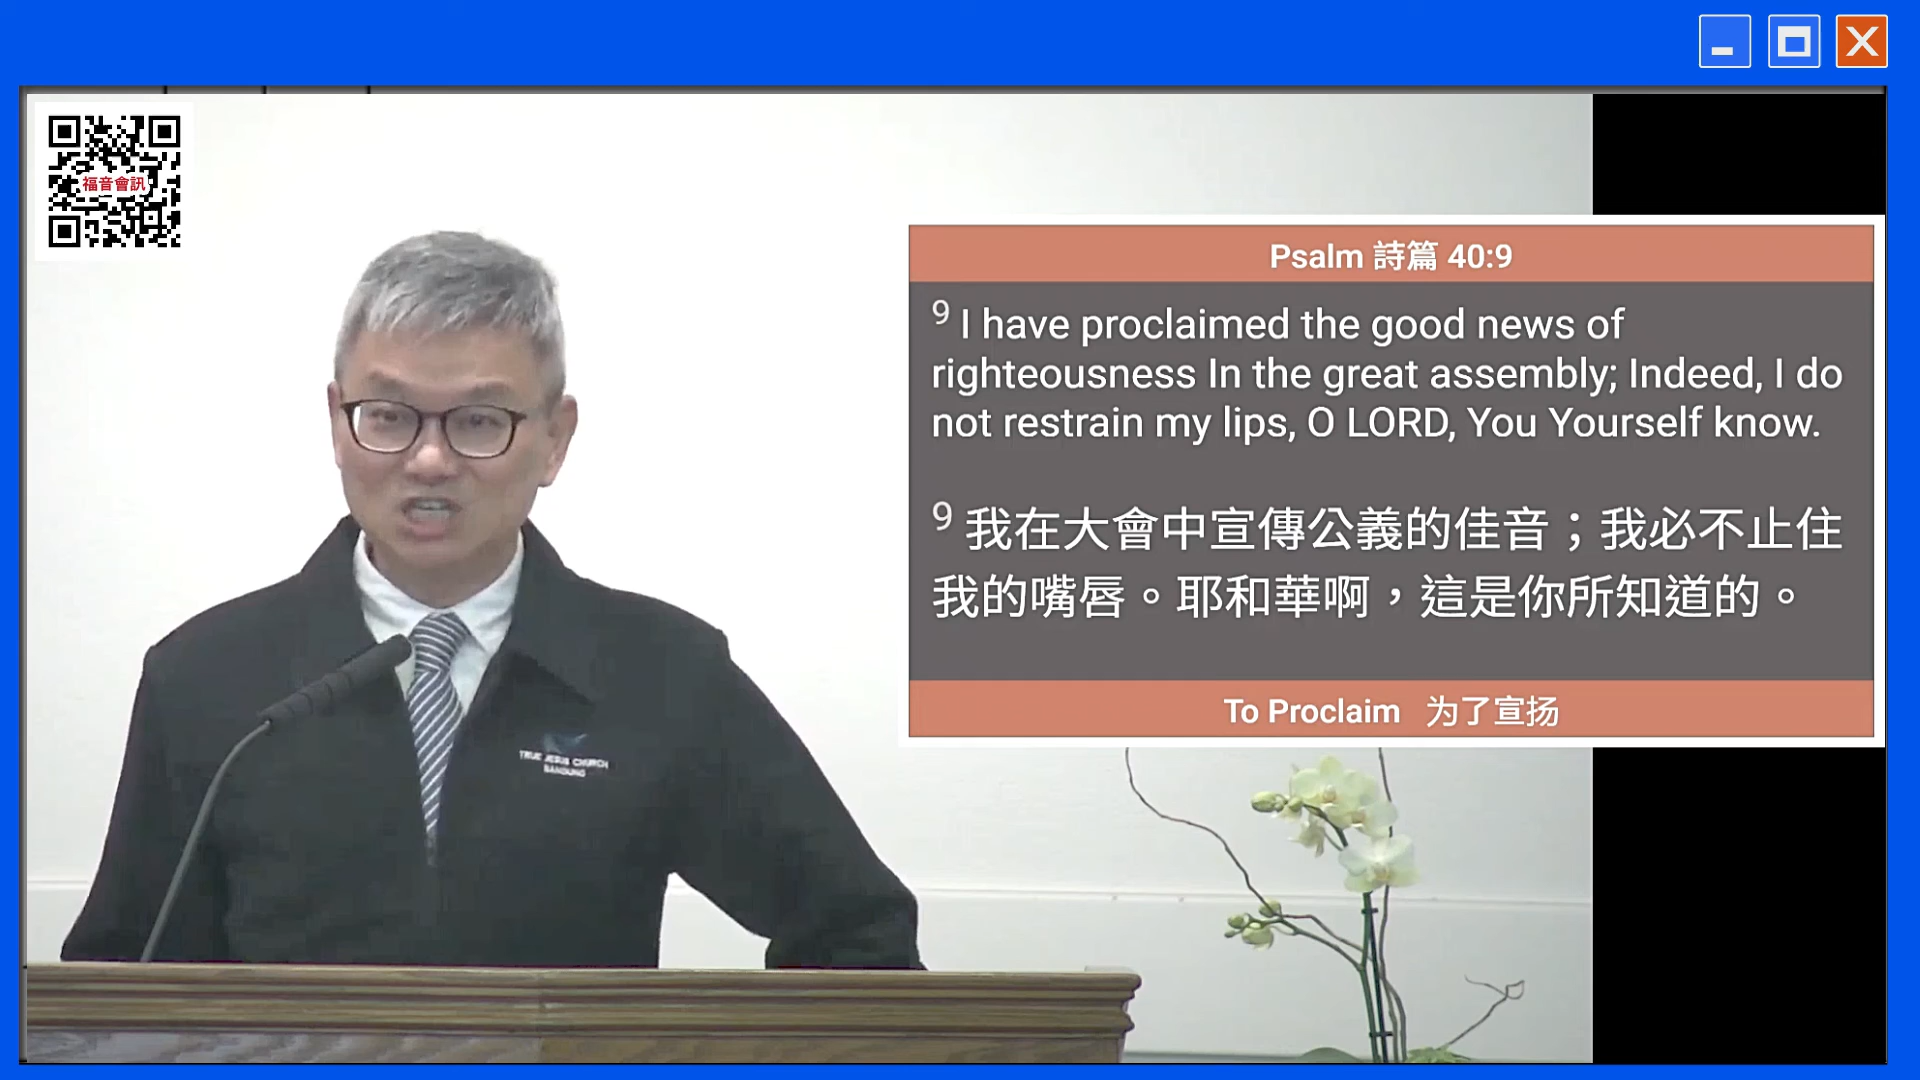 福音會訊
Psalm 詩篇 40:9
9 I have proclaimed the good news of
righteousness In the great assembly; Indeed, I do
not restrain my lips, O LORD, You Yourself know.
9 我在大會中宣傳公義的佳音；我必不止住
我的嘴唇。耶和華啊，這是你所知道的。
To Proclaim 为了宣扬
TRUE JESUS CHURCH
BANDUNG